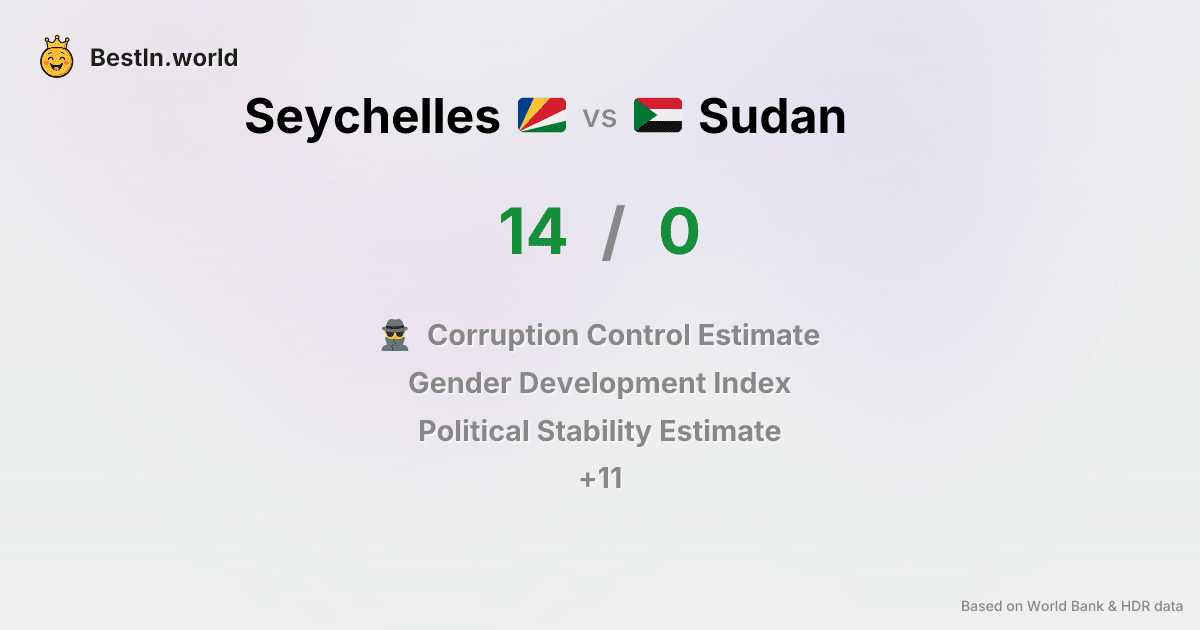 BestIn.world
Seychelles vs Sudan
14 / 0
Corruption Control Estimate
Gender Development Index
Political Stability Estimate
+11
Based on World Bank & HDR data